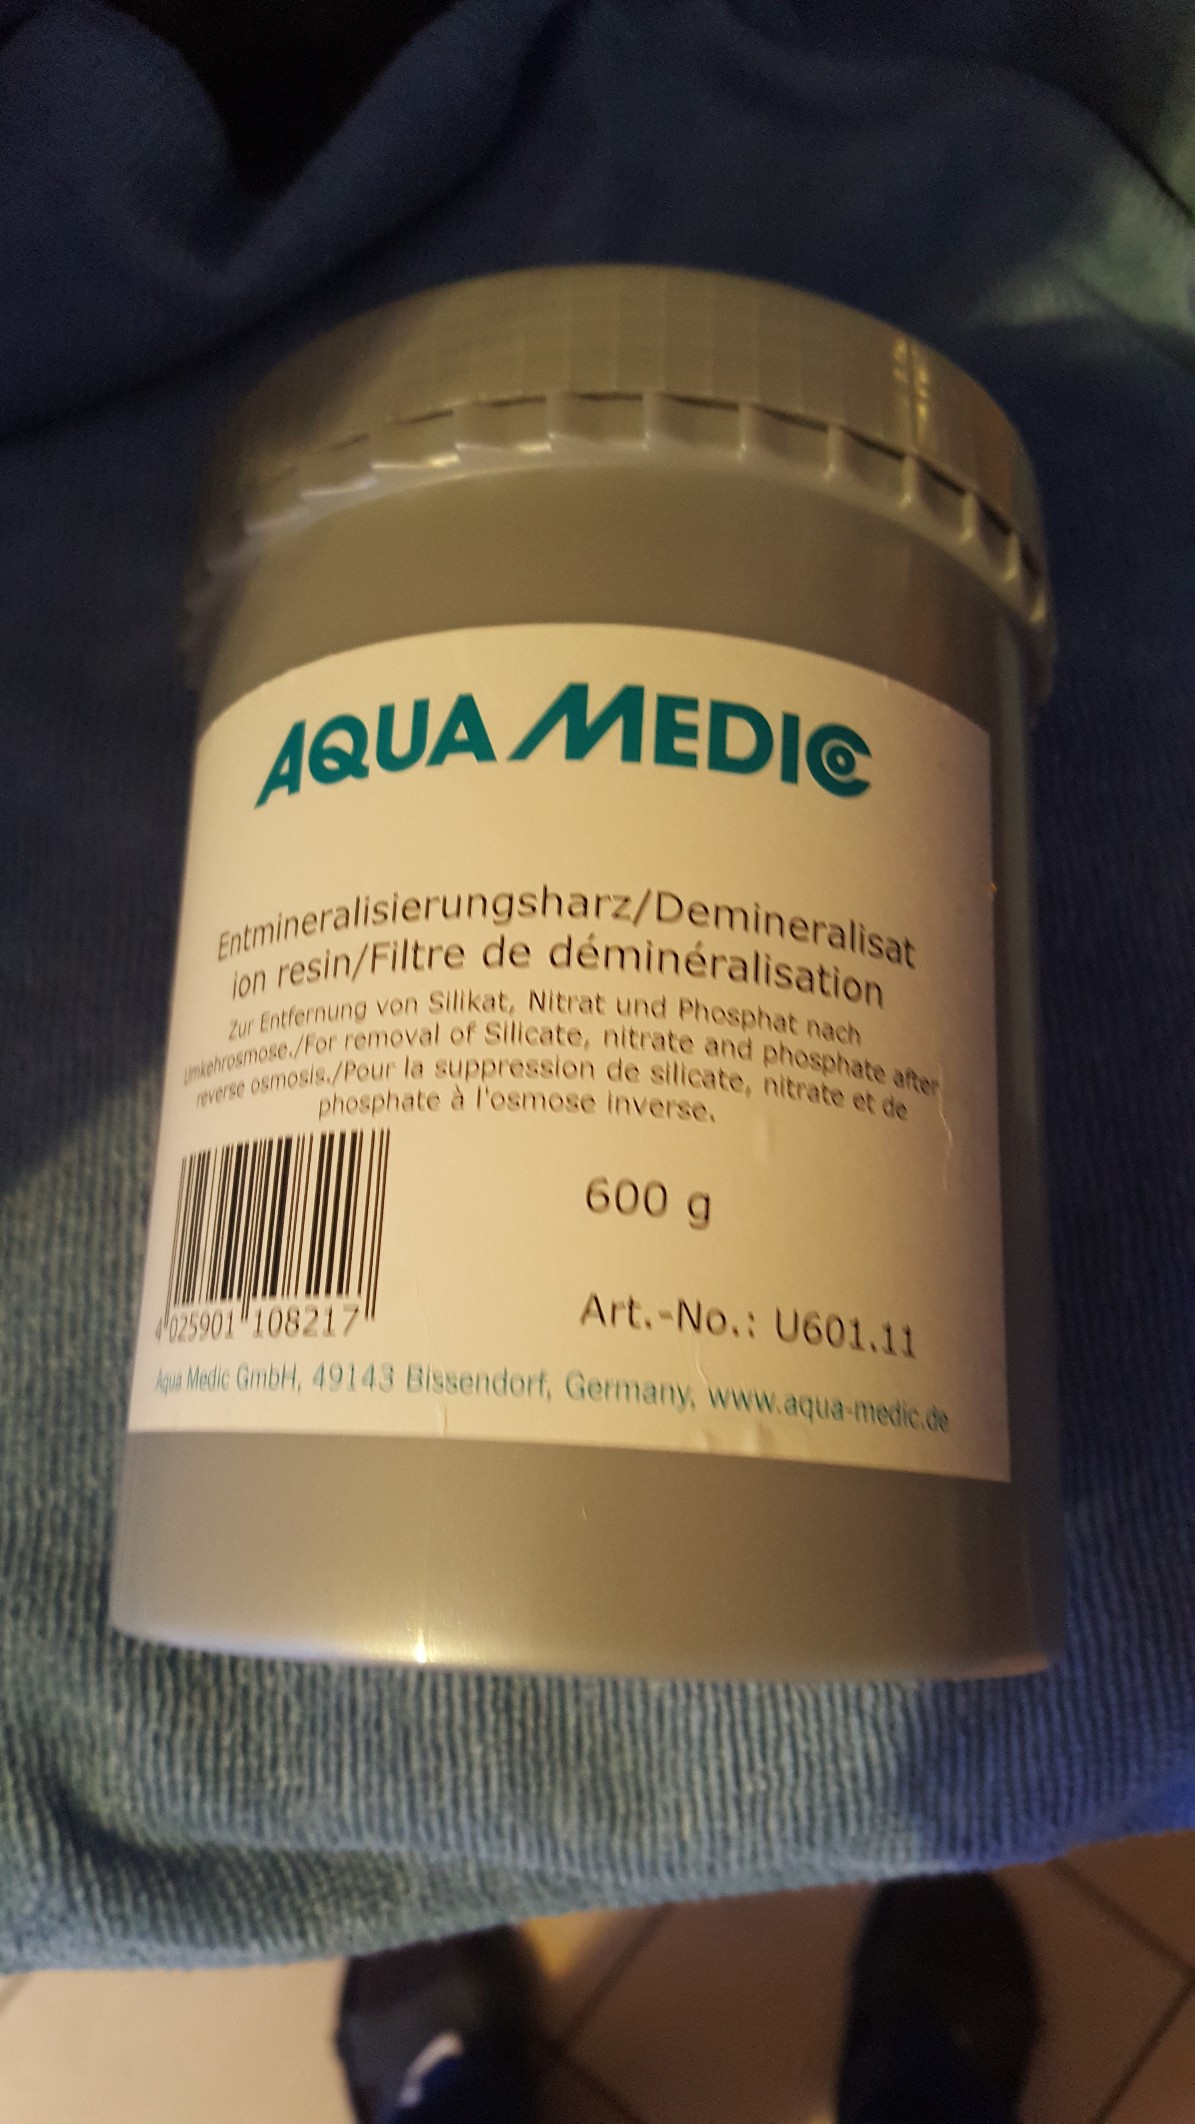 AQUA MEDIC
Entmineralisierungsharz/Demineralisat
ion resin/Filtre de déminéralisation
Zur Entfernung von Silikat, Nitrat und Phosphat nach
Umkehrosmose./For removal of Silicate, nitrate and phosphate after
reverse osmosis./Pour la suppression de silicate, nitrate et de
phosphate à l'osmose inverse.
600 g
4 025901 108217
Art.-No.: U601.11
Aqua Medic GmbH, 49143 Bissendorf, Germany, www.aqua-medic.de